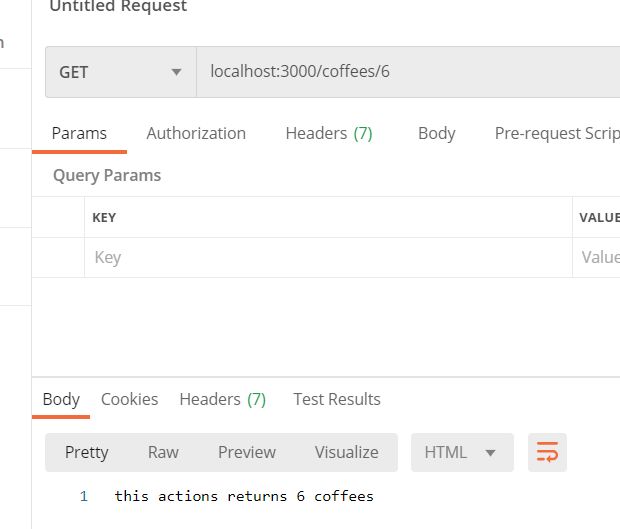 Untitled Request
GET localhost:3000/coffees/6
Params Authorization Headers (7) Body Pre-request Scrip
Query Params
KEY VALUE
Key Value
Body Cookies Headers (7) Test Results
Pretty Raw Preview Visualize HTML
1 this actions returns 6 coffees